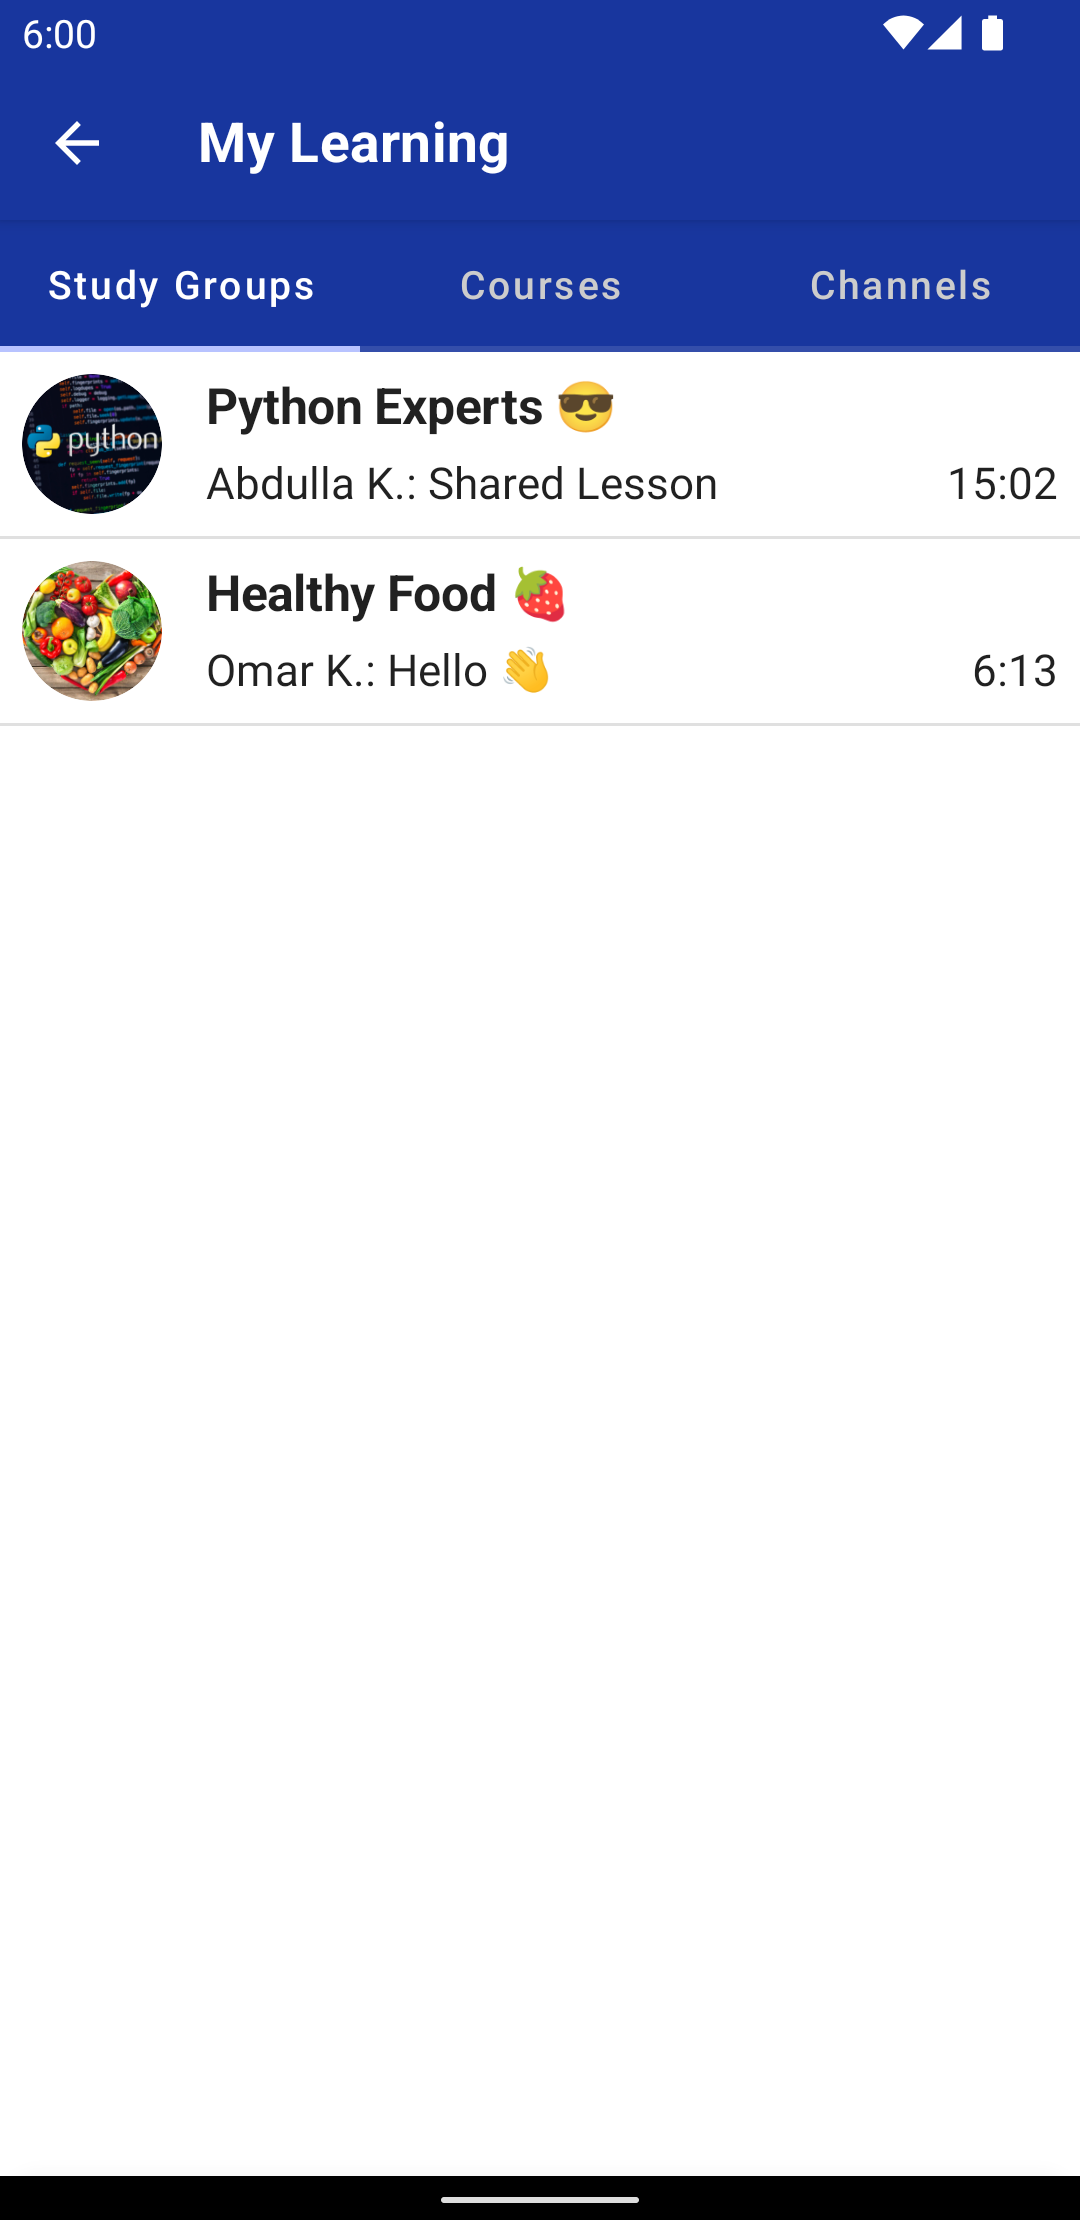 6:00
My Learning
Study Groups
Courses
Channels
python
Python Experts 😎
Abdulla K.: Shared Lesson
15:02
Healthy Food 🍓
Omar K.: Hello 👋
6:13